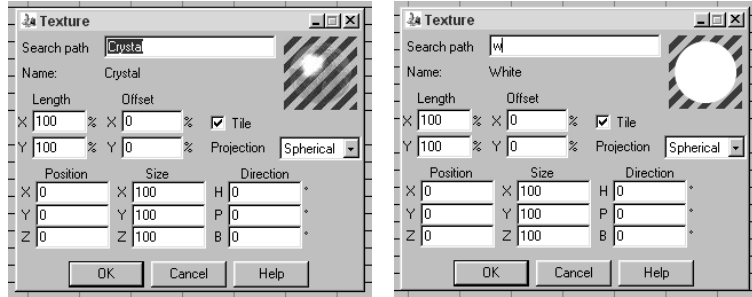 Texture
Search path Crystal
Name: Crystal
Length Offset
X 100 % X 0 % Tile
Y 100 % Y 0 % Projection Spherical
Position Size Direction
X 0 X 100 H 0 °
Y 0 Y 100 P 0 °
Z 0 Z 100 B 0 °
OK Cancel Help
Texture
Search path w
Name: White
Length Offset
X 100 % X 0 % Tile
Y 100 % Y 0 % Projection Spherical
Position Size Direction
X 0 X 100 H 0 °
Y 0 Y 100 P 0 °
Z 0 Z 100 B 0 °
OK Cancel Help